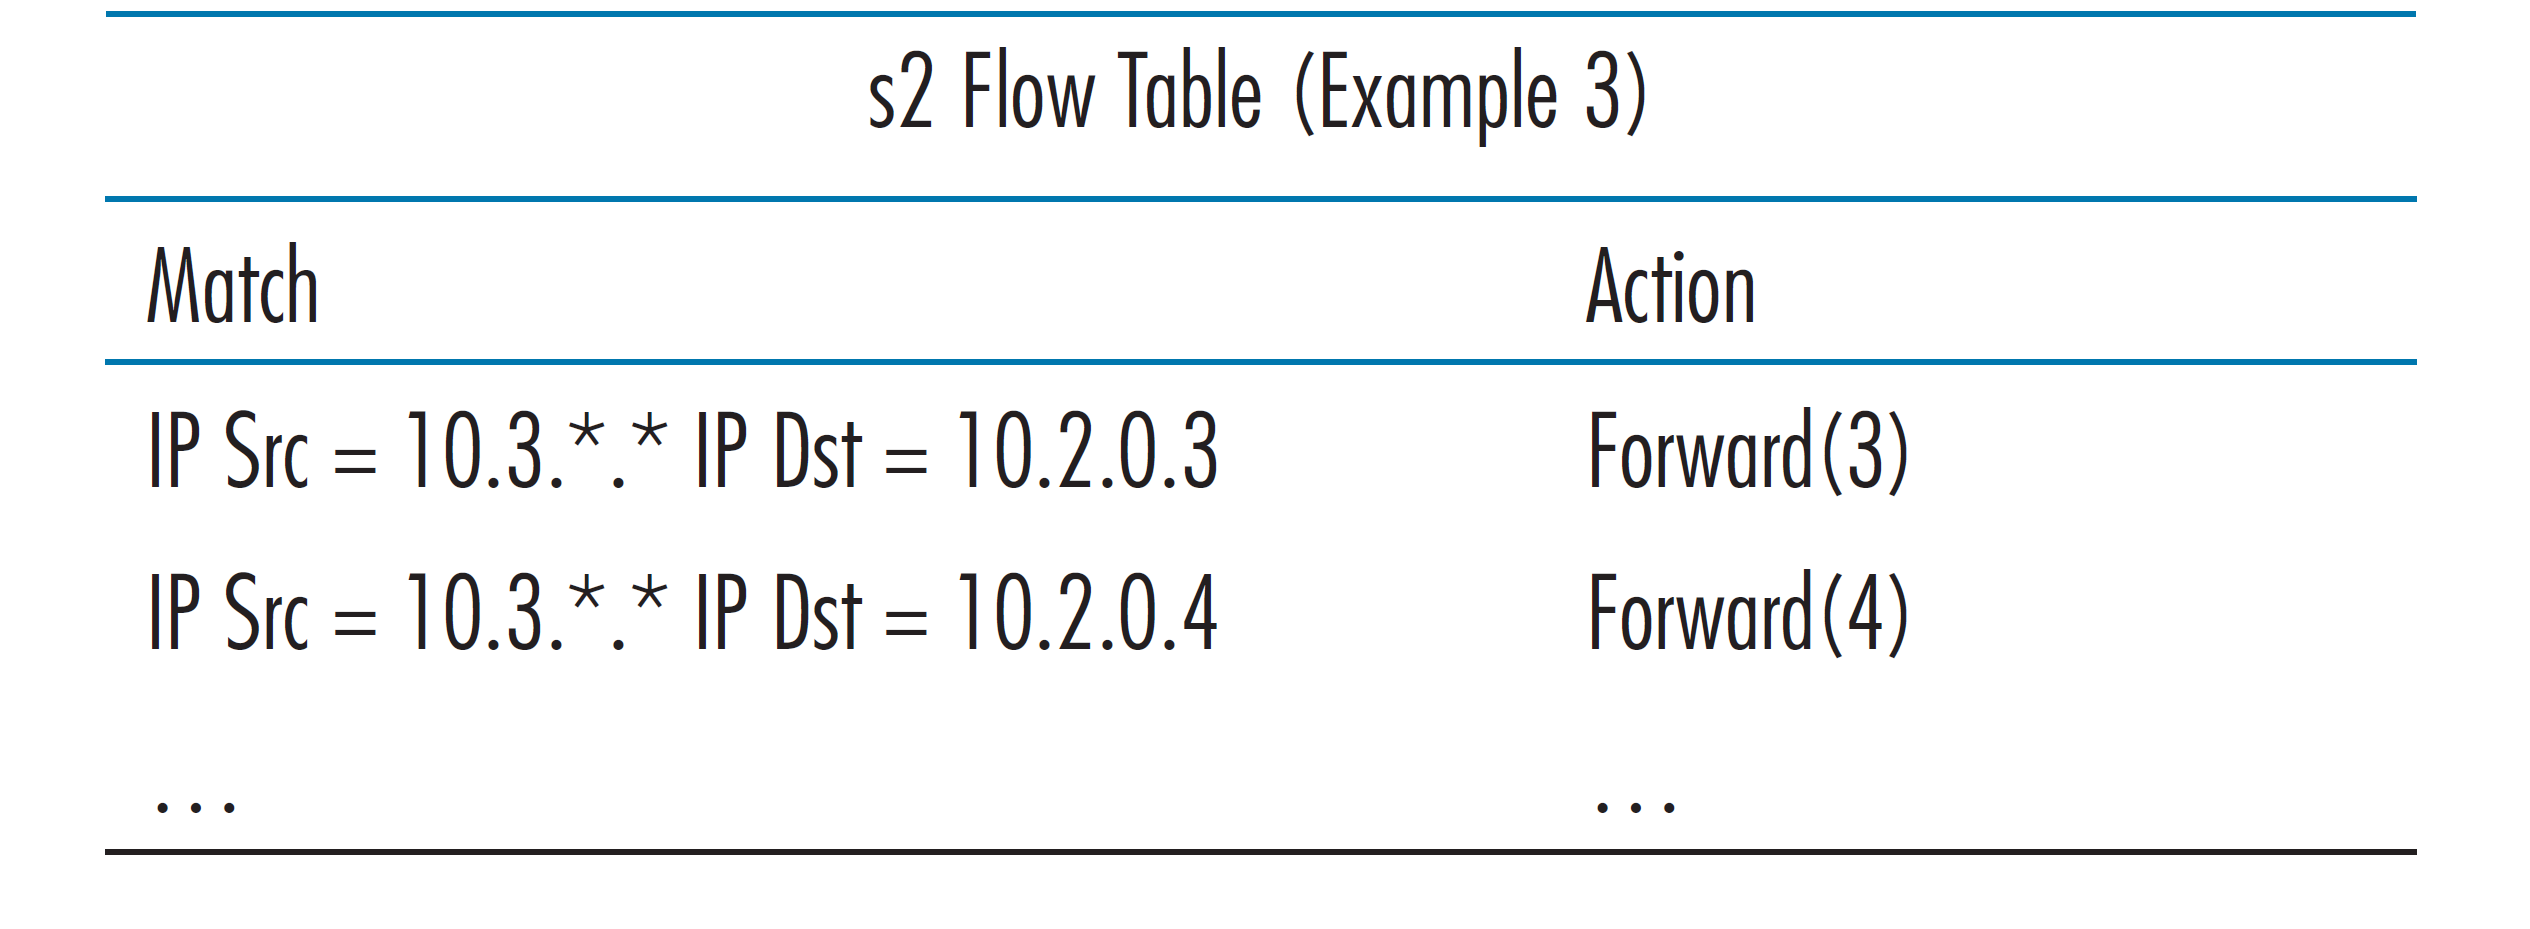 s2 Flow Table (Example 3)
Match Action
IP Src = 10.3.*.* IP Dst = 10.2.0.3 Forward(3)
IP Src = 10.3.*.* IP Dst = 10.2.0.4 Forward(4)
... ...